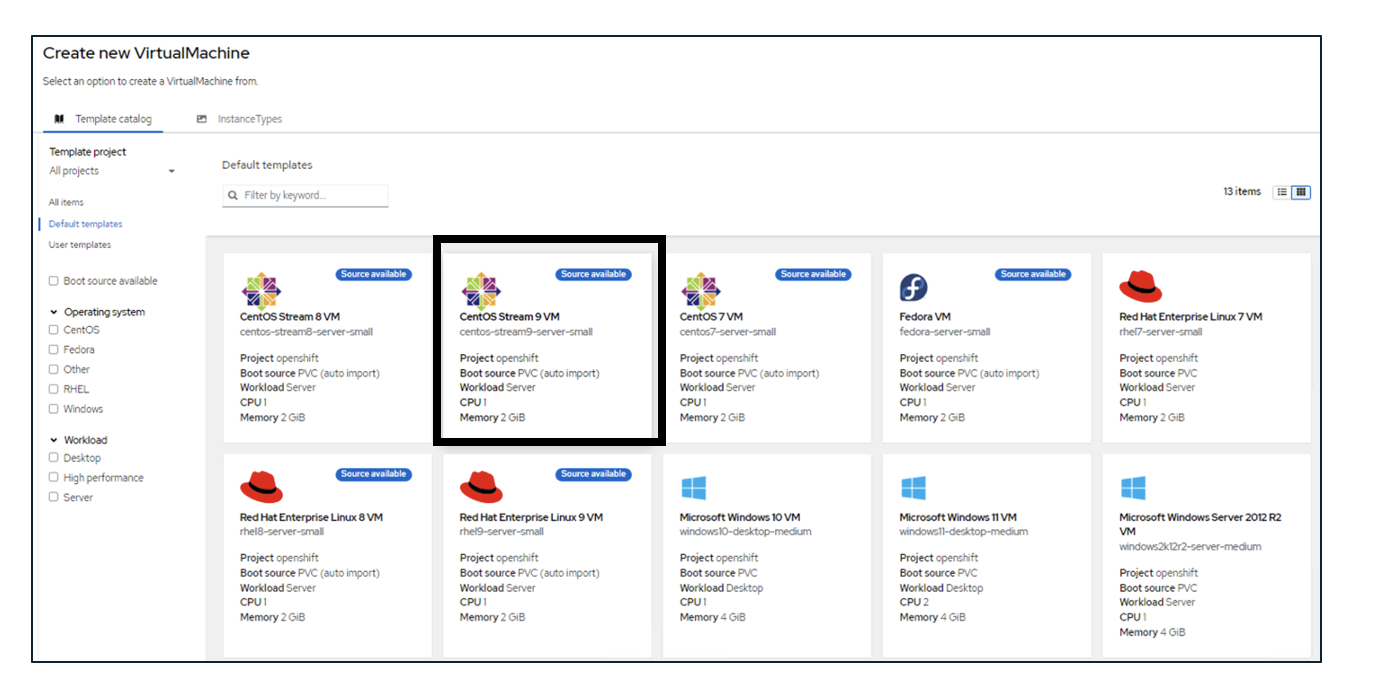 Create new VirtualMachine
Select an option to create a VirtualMachine from.
Template catalog
InstanceTypes
Template project
All projects
All items
Default templates
User templates
Boot source available
Operating system
CentOS
Fedora
Other
RHEL
Windows
Workload
Desktop
High performance
Server
Default templates
Filter by keyword...
13 items
Source available
CentOS Stream 8 VM
centos-stream8-server-small
Project openshift
Boot source PVC (auto import)
Workload Server
CPU 1
Memory 2 GiB
Source available
CentOS Stream 9 VM
centos-stream9-server-small
Project openshift
Boot source PVC (auto import)
Workload Server
CPU 1
Memory 2 GiB
Source available
CentOS 7 VM
centos7-server-small
Project openshift
Boot source PVC (auto import)
Workload Server
CPU 1
Memory 2 GiB
Source available
Fedora VM
fedora-server-small
Project openshift
Boot source PVC (auto import)
Workload Server
CPU 1
Memory 2 GiB
Red Hat Enterprise Linux 7 VM
rhel7-server-small
Project openshift
Boot source PVC
Workload Server
CPU 1
Memory 2 GiB
Source available
Red Hat Enterprise Linux 8 VM
rhel8-server-small
Project openshift
Boot source PVC (auto import)
Workload Server
CPU 1
Memory 2 GiB
Source available
Red Hat Enterprise Linux 9 VM
rhel9-server-small
Project openshift
Boot source PVC (auto import)
Workload Server
CPU 1
Memory 2 GiB
Microsoft Windows 10 VM
windows10-desktop-medium
Project openshift
Boot source PVC
Workload Desktop
CPU 1
Memory 4 GiB
Microsoft Windows 11 VM
windows11-desktop-medium
Project openshift
Boot source PVC
Workload Desktop
CPU 2
Memory 4 GiB
Microsoft Windows Server 2012 R2
VM
windows2k12r2-server-medium
Project openshift
Boot source PVC
Workload Server
CPU 1
Memory 4 GiB